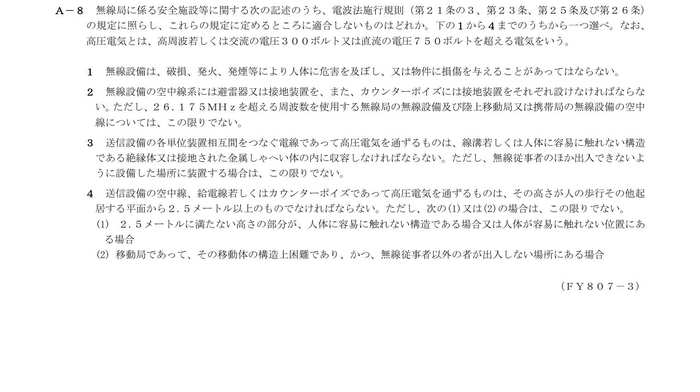 Ａ－８　無線局に係る安全施設等に関する次の記述のうち、電波法施行規則（第２１条の３、第２３条、第２５条及び第２６条）
の規定に照らし、これらの規定に定めるところに適合しないものはどれか。下の１から４までのうちから一つ選べ。なお、
高圧電気とは、高周波若しくは交流の電圧３００ボルト又は直流の電圧７５０ボルトを超える電気をいう。
１　無線設備は、破損、発火、発煙等により人体に危害を及ぼし、又は物件に損傷を与えることがあってはならない。
２　無線設備の空中線系には避雷器又は接地装置を、また、カウンターポイズには接地装置をそれぞれ設けなければならな
い。ただし、２６．１７５ＭＨｚを超える周波数を使用する無線局の無線設備及び陸上移動局又は携帯局の無線設備の空中
線については、この限りでない。
３　送信設備の各単位装置相互間をつなぐ電線であって高圧電気を通ずるものは、線溝若しくは人体に容易に触れない構造
である絶縁体又は接地された金属しゃへい体の内に収容しなければならない。ただし、無線従事者のほか出入できないよ
うに設備した場所に装置する場合は、この限りでない。
４　送信設備の空中線、給電線若しくはカウンターポイズであって高圧電気を通ずるものは、その高さが人の歩行その他起
居する平面から２．５メートル以上のものでなければならない。ただし、次の(1)又は(2)の場合は、この限りでない。
(1)　２．５メートルに満たない高さの部分が、人体に容易に触れない構造である場合又は人体が容易に触れない位置にあ
る場合
(2)　移動局であって、その移動体の構造上困難であり、かつ、無線従事者以外の者が出入しない場所にある場合
（ＦＹ８０７－３）